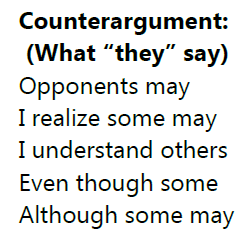 Counterargument:
(What “they” say)
Opponents may
I realize some may
I understand others
Even though some
Although some may